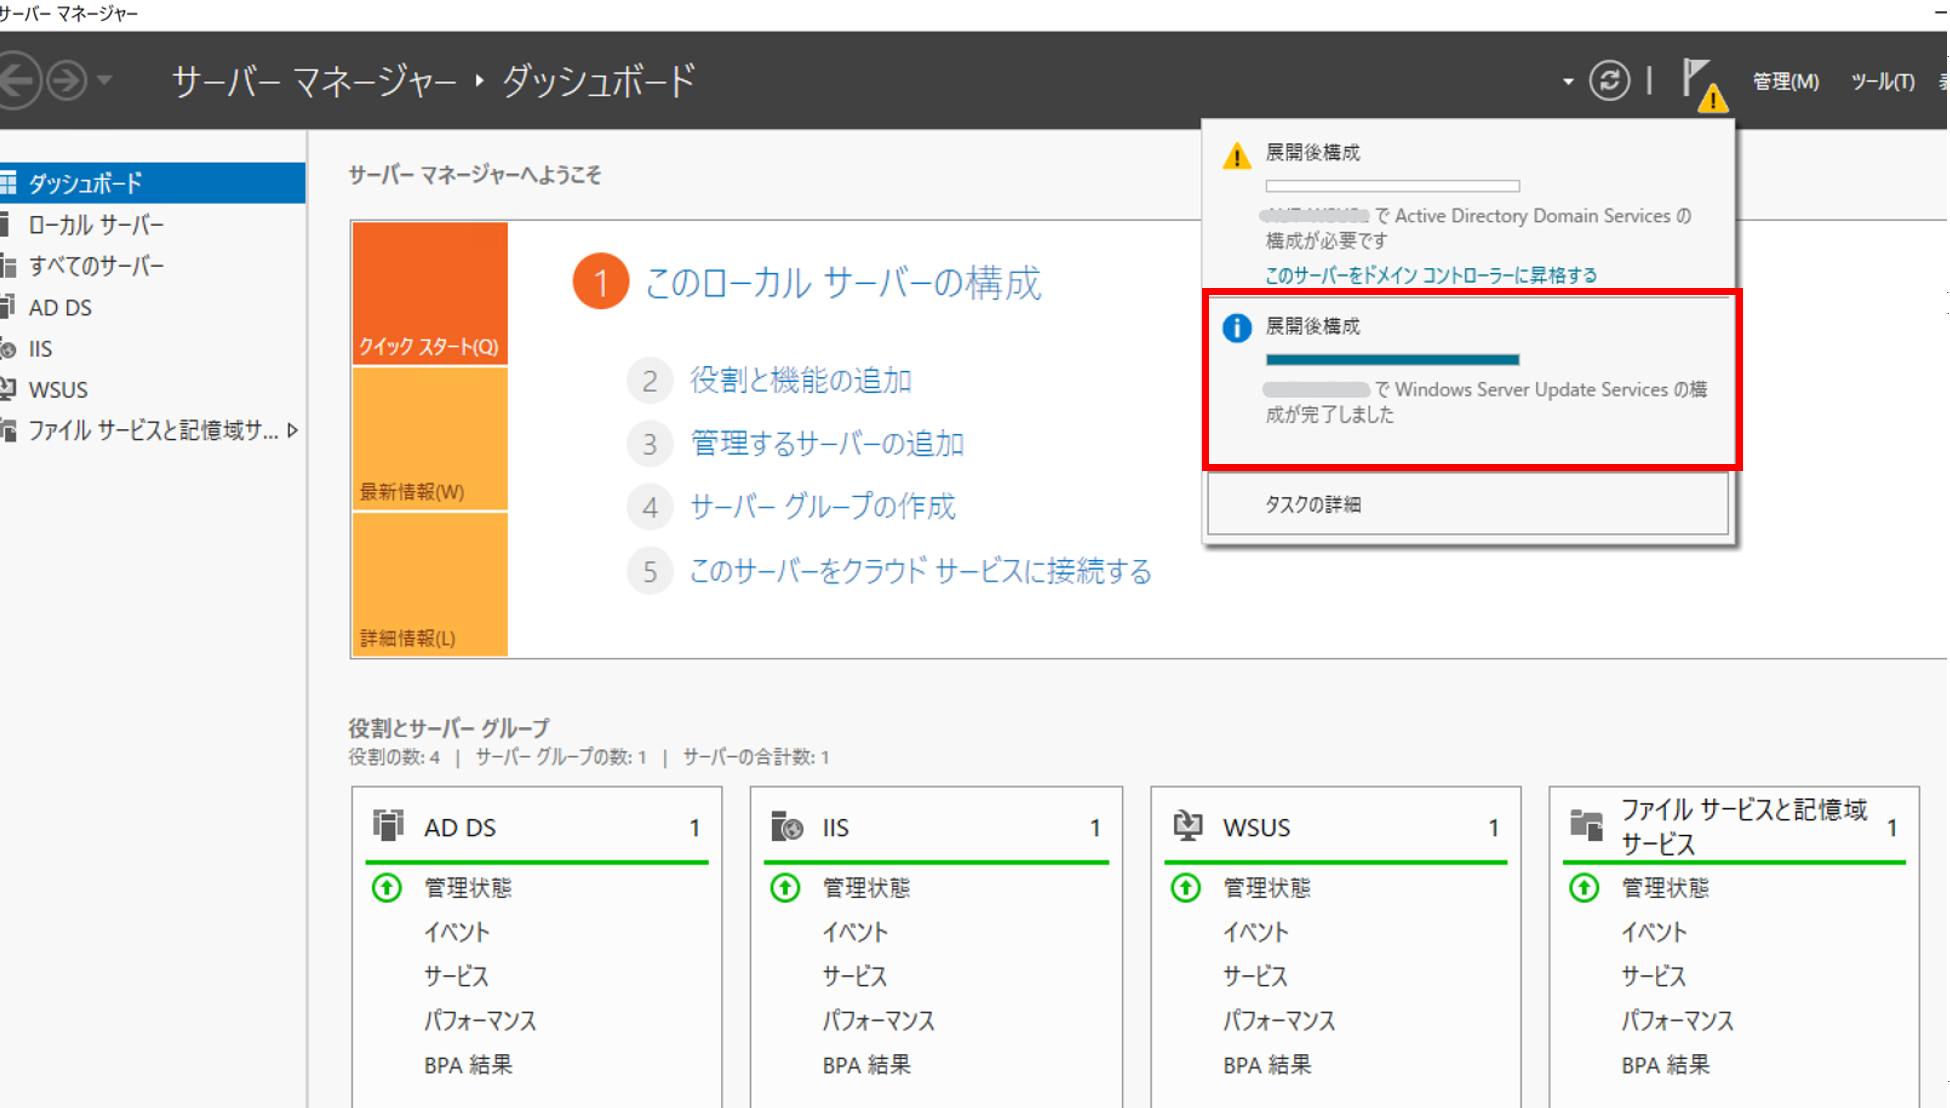 サーバー マネージャー
サーバー マネージャー ダッシュボード
管理(M) ツール(T)
ダッシュボード
ローカル サーバー
すべてのサーバー
AD DS
IIS
WSUS
ファイル サービスと記憶域サ...
サーバー マネージャーへようこそ
クイック スタート(Q)
最新情報(W)
詳細情報(L)
1 このローカル サーバーの構成
2 役割と機能の追加
3 管理するサーバーの追加
4 サーバー グループの作成
5 このサーバーをクラウド サービスに接続する
展開後構成
で Active Directory Domain Services の
構成が必要です
このサーバーをドメイン コントローラーに昇格する
展開後構成
で Windows Server Update Services の構
成が完了しました
タスクの詳細
役割とサーバー グループ
役割の数: 4 | サーバー グループの数: 1 | サーバーの合計数: 1
AD DS 1
管理状態
イベント
サービス
パフォーマンス
BPA 結果
IIS 1
管理状態
イベント
サービス
パフォーマンス
BPA 結果
WSUS 1
管理状態
イベント
サービス
パフォーマンス
BPA 結果
ファイル サービスと記憶域
サービス 1
管理状態
イベント
サービス
パフォーマンス
BPA 結果